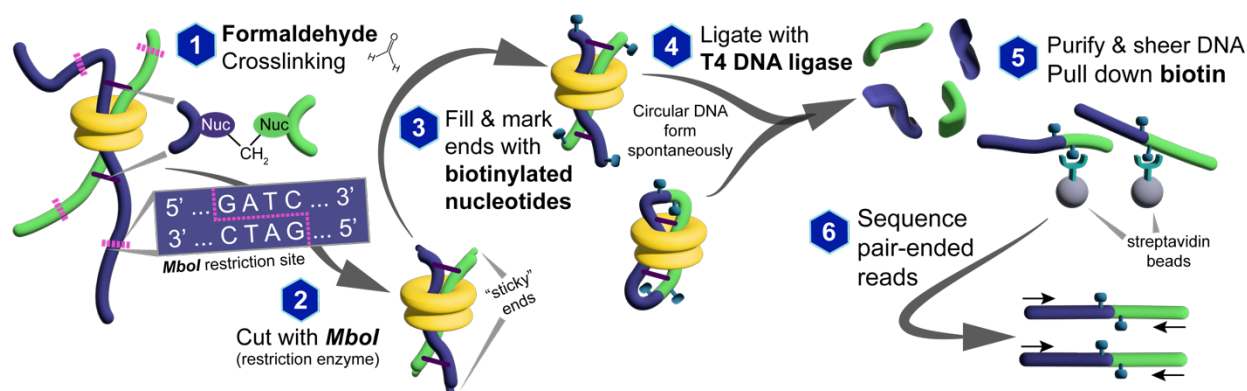 1
Formaldehyde
Crosslinking
H
O
H
Nuc
Nuc
CH2
5' ...GATC... 3'
3' ...CTAG... 5'
MboI restriction site
2
Cut with MboI
(restriction enzyme)
"sticky"
ends
3
Fill & mark
ends with
biotinylated
nucleotides
4
Ligate with
T4 DNA ligase
Circular DNA
form
spontaneously
5
Purify & sheer DNA
Pull down biotin
streptavidin
beads
6
Sequence
pair-ended
reads